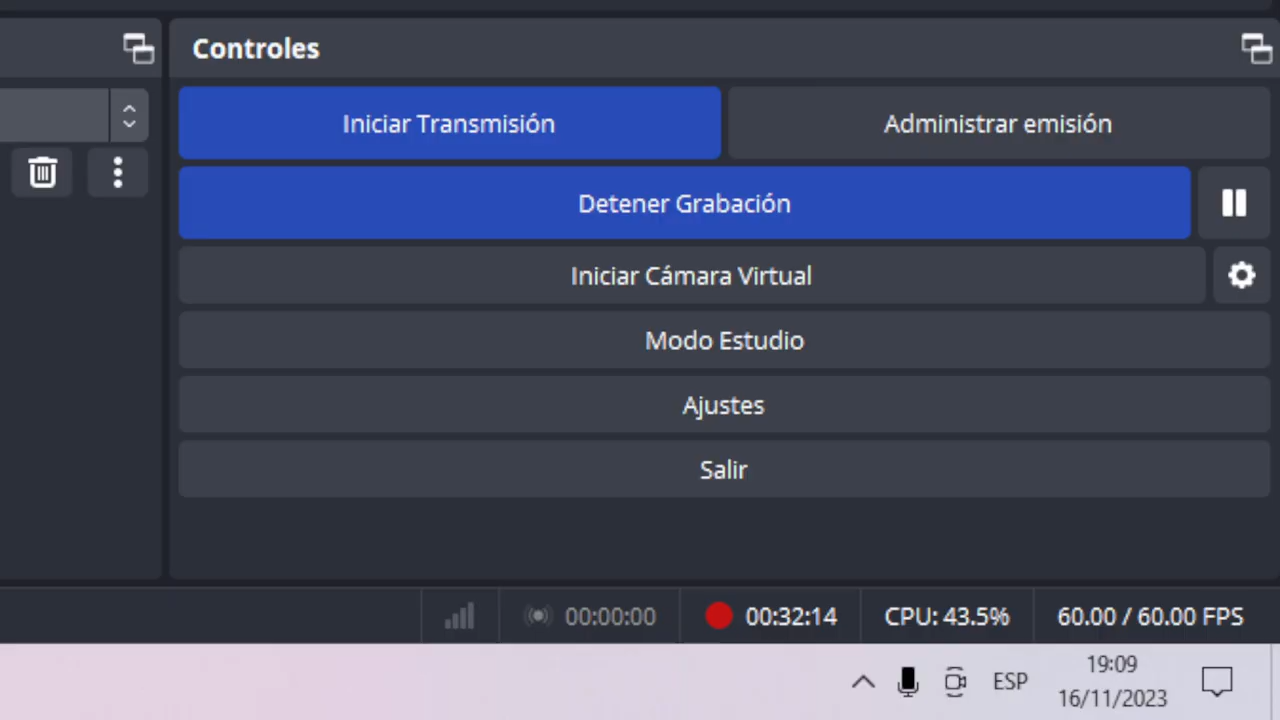 Controles
Iniciar Transmisión
Administrar emisión
Detener Grabación
Iniciar Cámara Virtual
Modo Estudio
Ajustes
Salir
00:00:00
00:32:14
CPU: 43.5%
60.00 / 60.00 FPS
ESP
19:09
16/11/2023